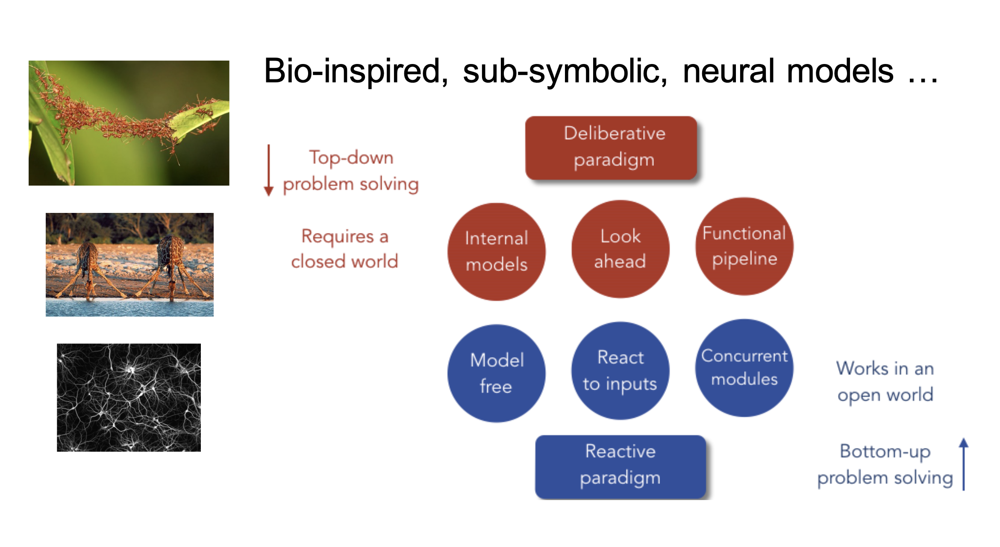 Bio-inspired, sub-symbolic, neural models …
Deliberative
paradigm
Top-down
problem solving
Requires a
closed world
Internal
models
Look
ahead
Functional
pipeline
Model
free
React
to inputs
Concurrent
modules
Works in an
open world
Reactive
paradigm
Bottom-up
problem solving